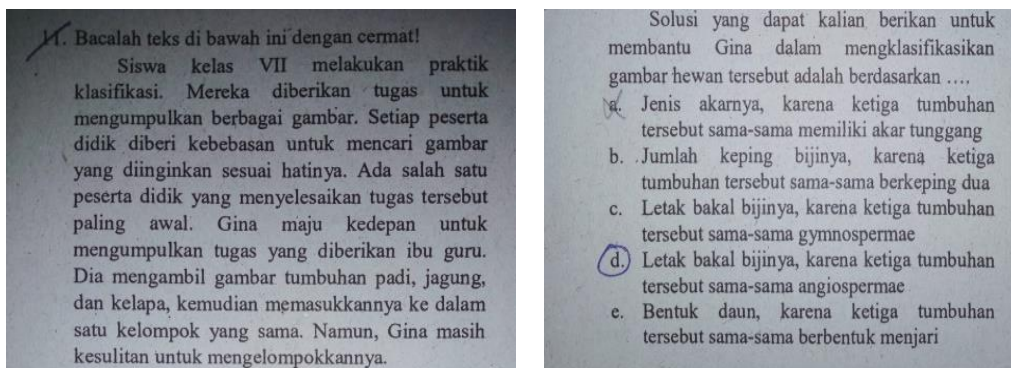 11. Bacalah teks di bawah ini dengan cermat!
Siswa kelas VII melakukan praktik
klasifikasi. Mereka diberikan tugas untuk
mengumpulkan berbagai gambar. Setiap peserta
didik diberi kebebasan untuk mencari gambar
yang diinginkan sesuai hatinya. Ada salah satu
peserta didik yang menyelesaikan tugas tersebut
paling awal. Gina maju kedepan untuk
mengumpulkan tugas yang diberikan ibu guru.
Dia mengambil gambar tumbuhan padi, jagung,
dan kelapa, kemudian memasukkannya ke dalam
satu kelompok yang sama. Namun, Gina masih
kesulitan untuk mengelompokkannya.
Solusi yang dapat kalian berikan untuk
membantu Gina dalam mengklasifikasikan
gambar hewan tersebut adalah berdasarkan ....
a. Jenis akarnya, karena ketiga tumbuhan
tersebut sama-sama memiliki akar tunggang
b. Jumlah keping bijinya, karena ketiga
tumbuhan tersebut sama-sama berkeping dua
c. Letak bakal bijinya, karena ketiga tumbuhan
tersebut sama-sama gymnospermae
d. Letak bakal bijinya, karena ketiga tumbuhan
tersebut sama-sama angiospermae
e. Bentuk daun, karena ketiga tumbuhan
tersebut sama-sama berbentuk menjari